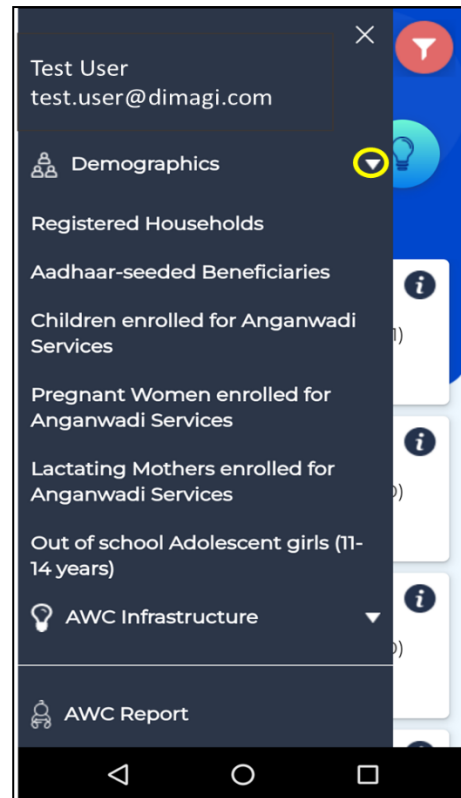 Test User
test.user@dimagi.com
Demographics
Registered Households
Aadhaar-seeded Beneficiaries
i
Children enrolled for Anganwadi
Services
1)
Pregnant Women enrolled for
Anganwadi Services
i
Lactating Mothers enrolled for
Anganwadi Services
)
Out of school Adolescent girls (11-
14 years)
i
AWC Infrastructure
)
AWC Report